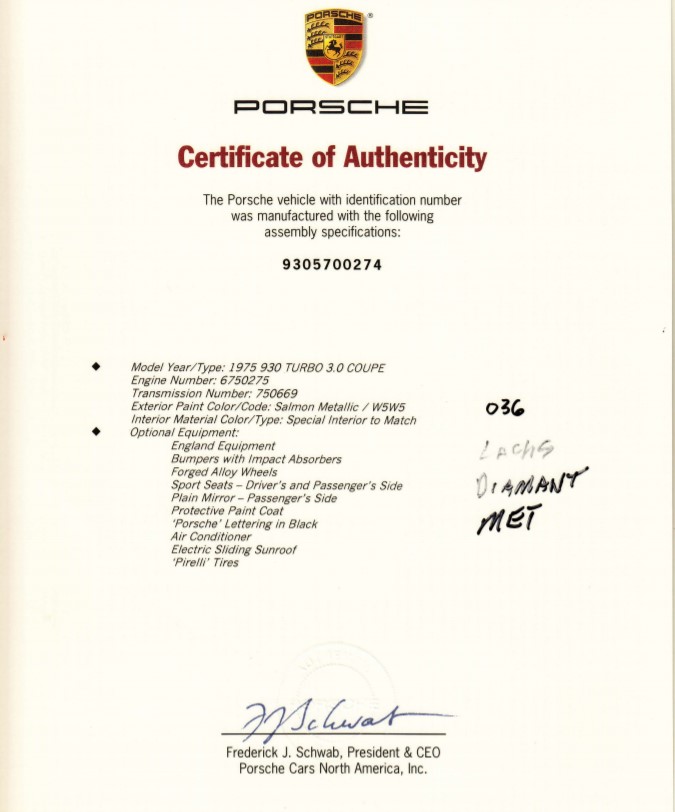 PORSCHE
®
PORSCHE
Certificate of Authenticity
The Porsche vehicle with identification number
was manufactured with the following
assembly specifications:
9305700274
◆ Model Year/Type: 1975 930 TURBO 3.0 COUPE
Engine Number: 6750275
Transmission Number: 750669
Exterior Paint Color/Code: Salmon Metallic / W5W5 036
Interior Material Color/Type: Special Interior to Match
◆ Optional Equipment:
England Equipment LACHS
Bumpers with Impact Absorbers
Forged Alloy Wheels
Sport Seats – Driver's and Passenger's Side DIAMANT
Plain Mirror – Passenger's Side
Protective Paint Coat
'Porsche' Lettering in Black MET
Air Conditioner
Electric Sliding Sunroof
'Pirelli' Tires
FJSchwab
Frederick J. Schwab, President & CEO
Porsche Cars North America, Inc.